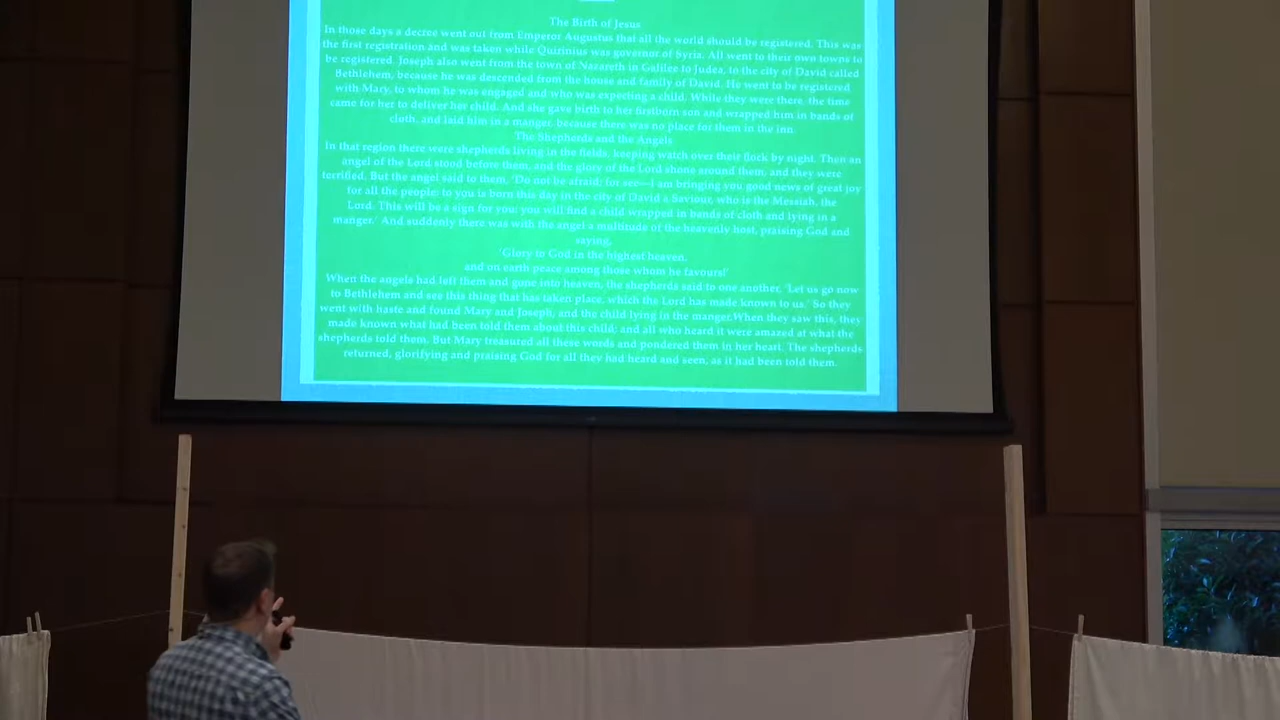 The Birth of Jesus
In those days a decree went out from Emperor Augustus that all the world should be registered. This was
the first registration and was taken while Quirinius was governor of Syria. All went to their own towns to
be registered. Joseph also went from the town of Nazareth in Galilee to Judea, to the city of David called
Bethlehem, because he was descended from the house and family of David. He went to be registered
with Mary, to whom he was engaged and who was expecting a child. While they were there, the time
came for her to deliver her child. And she gave birth to her firstborn son and wrapped him in bands of
cloth, and laid him in a manger, because there was no place for them in the inn.
The Shepherds and the Angels
In that region there were shepherds living in the fields, keeping watch over their flock by night. Then an
angel of the Lord stood before them, and the glory of the Lord shone around them, and they were
terrified. But the angel said to them, 'Do not be afraid; for see—I am bringing you good news of great joy
for all the people: to you is born this day in the city of David a Saviour, who is the Messiah, the
Lord. This will be a sign for you: you will find a child wrapped in bands of cloth and lying in a
manger.' And suddenly there was with the angel a multitude of the heavenly host, praising God and
saying,
'Glory to God in the highest heaven,
and on earth peace among those whom he favours!'
When the angels had left them and gone into heaven, the shepherds said to one another, 'Let us go now
to Bethlehem and see this thing that has taken place, which the Lord has made known to us.' So they
went with haste and found Mary and Joseph, and the child lying in the manger.When they saw this, they
made known what had been told them about this child; and all who heard it were amazed at what the
shepherds told them. But Mary treasured all these words and pondered them in her heart. The shepherds
returned, glorifying and praising God for all they had heard and seen, as it had been told them.